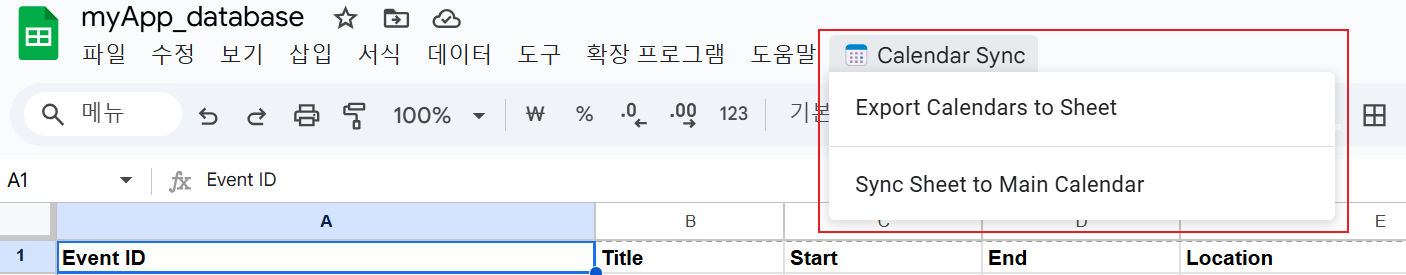 myApp_database
파일 수정 보기 삽입 서식 데이터 도구 확장 프로그램 도움말 Calendar Sync
메뉴 100% ₩ % .0 .00 123 기본
Export Calendars to Sheet
Sync Sheet to Main Calendar
A1 fx Event ID
A B C D E
1 Event ID Title Start End Location